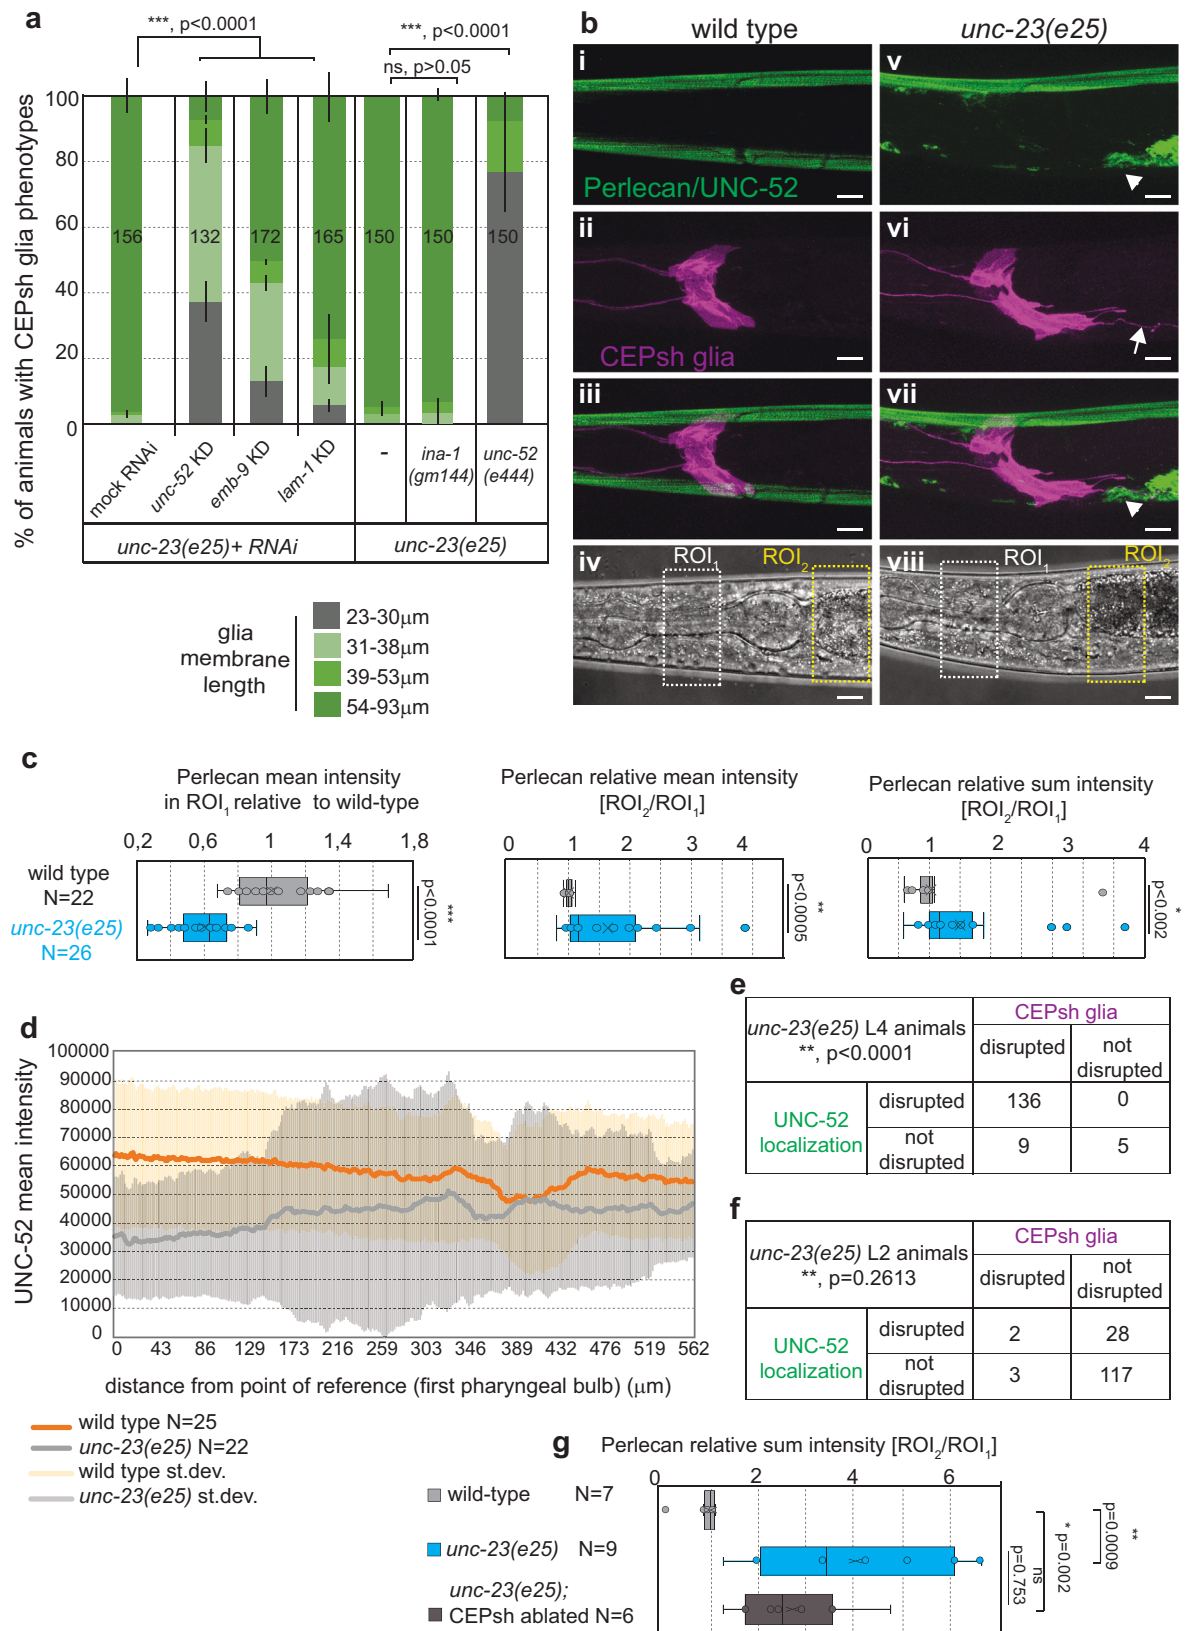 a
***, p<0.0001
***, p<0.0001
ns, p>0.05
% of animals with CEPsh glia phenotypes
100
80
60
40
20
0
156
132
172
165
150
150
150
mock RNAi
unc-52 KD
emb-9 KD
lam-1 KD
-
ina-1
(gm144)
unc-52
(e444)
unc-23(e25)+ RNAi
unc-23(e25)
glia
membrane
length
23-30µm
31-38µm
39-53µm
54-93µm
b
wild type
unc-23(e25)
i
Perlecan/UNC-52
v
ii
CEPsh glia
vi
iii
vii
iv
ROI1
ROI2
viii
ROI1
ROI2
c
Perlecan mean intensity
in ROI1 relative to wild-type
0,2 0,6 1 1,4 1,8
wild type
N=22
unc-23(e25)
N=26
p<0.0001
***
Perlecan relative mean intensity
[ROI2/ROI1]
0 1 2 3 4
p<0.0005
**
Perlecan relative sum intensity
[ROI2/ROI1]
0 1 2 3 4
p<0.002
*
d
UNC-52 mean intensity
100000
90000
80000
70000
60000
50000
40000
30000
20000
10000
0
0 43 86 129 173 216 259 303 346 389 432 476 519 562
distance from point of reference (first pharyngeal bulb) (µm)
wild type N=25
unc-23(e25) N=22
wild type st.dev.
unc-23(e25) st.dev.
e
unc-23(e25) L4 animals
**, p<0.0001
CEPsh glia
disrupted
not
disrupted
UNC-52
localization
disrupted
136
0
not
disrupted
9
5
f
unc-23(e25) L2 animals
**, p=0.2613
CEPsh glia
disrupted
not
disrupted
UNC-52
localization
disrupted
2
28
not
disrupted
3
117
g
Perlecan relative sum intensity [ROI2/ROI1]
0 2 4 6
wild-type N=7
unc-23(e25) N=9
unc-23(e25);
CEPsh ablated N=6
**
p=0.0009
* p=0.002
ns
p=0.753